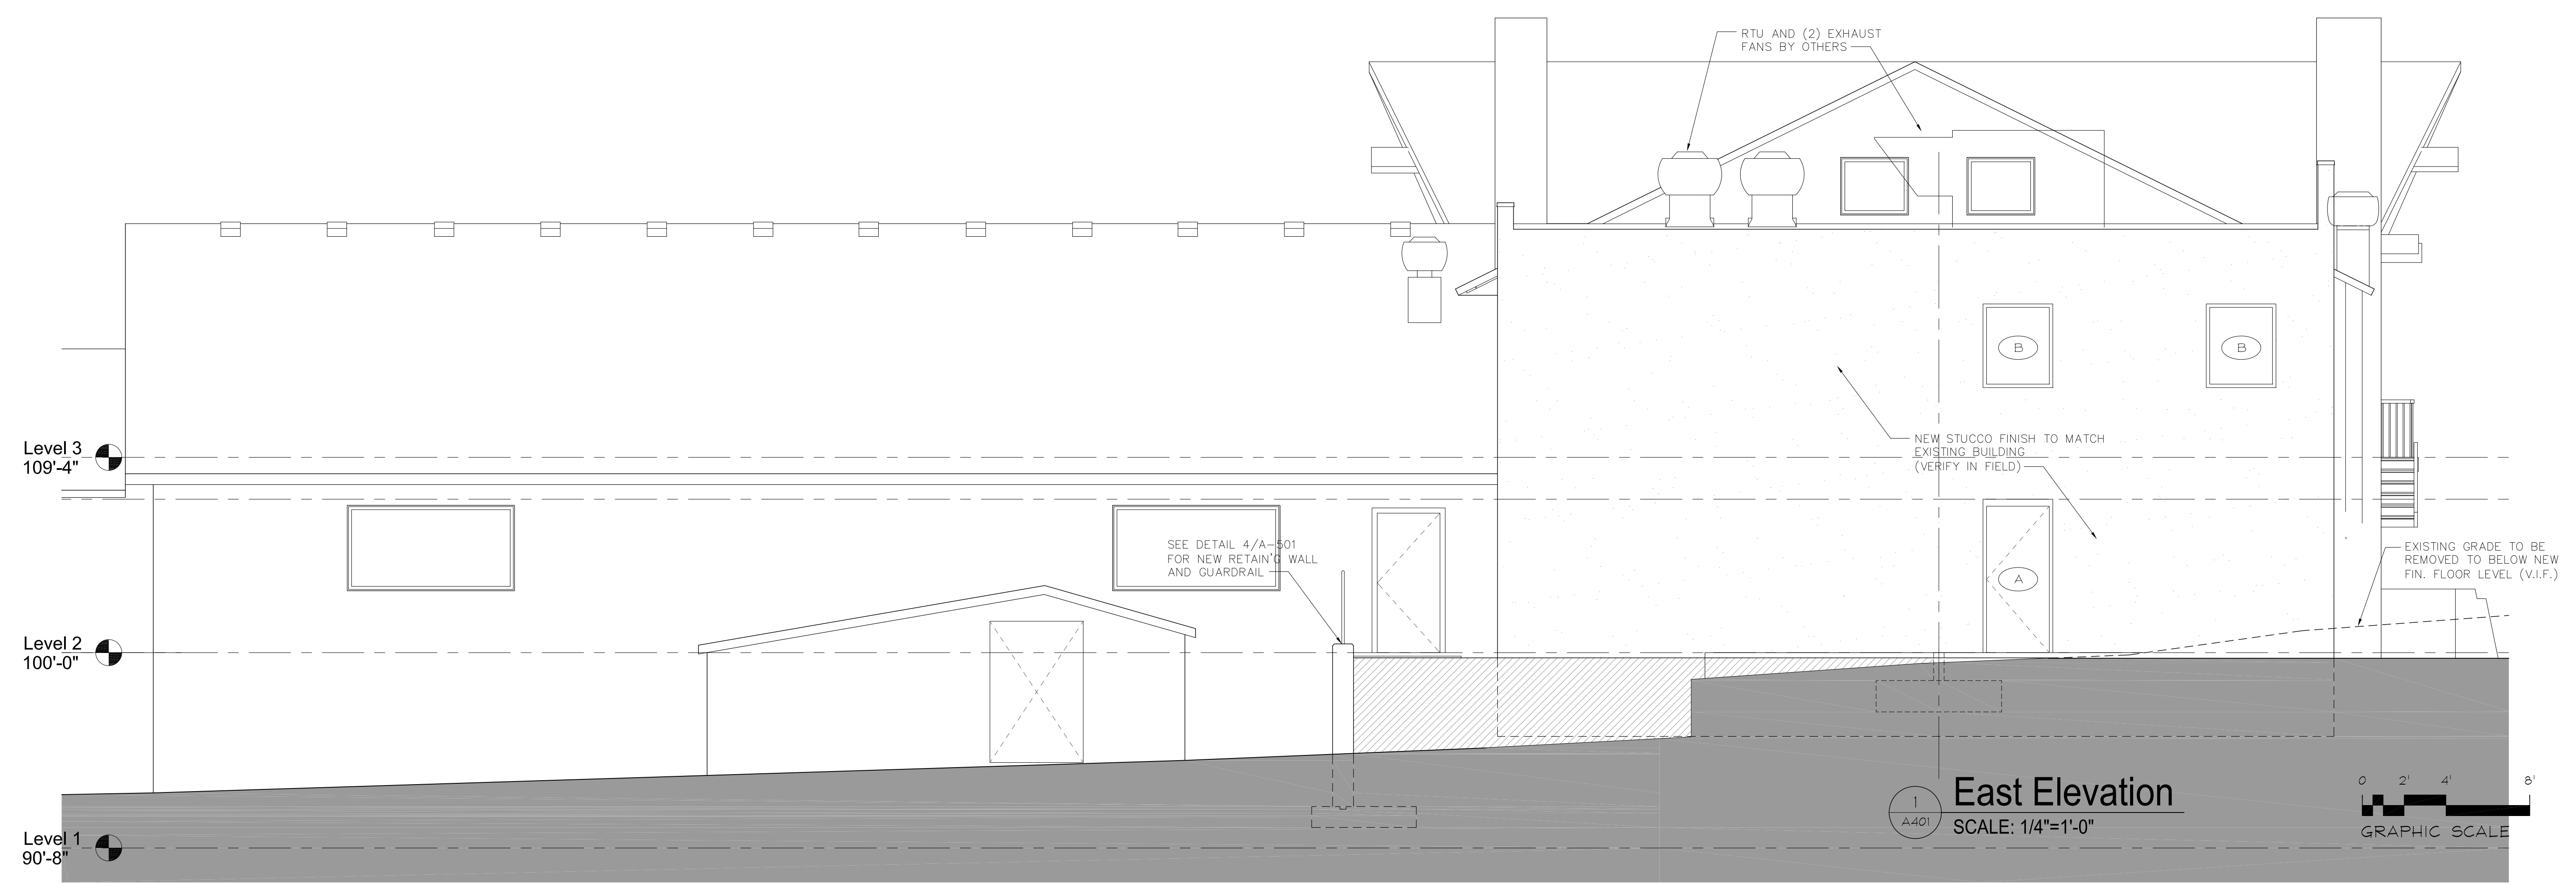 RTU AND (2) EXHAUST
FANS BY OTHERS
B
B
NEW STUCCO FINISH TO MATCH
EXISTING BUILDING
(VERIFY IN FIELD)
Level 3
109'-4"
SEE DETAIL 4/A-501
FOR NEW RETAIN'G WALL
AND GUARDRAIL
EXISTING GRADE TO BE
REMOVED TO BELOW NEW
FIN. FLOOR LEVEL (V.I.F.)
A
Level 2
100'-0"
Level 1
90'-8"
1
A401
East Elevation
SCALE: 1/4"=1'-0"
0 2' 4' 8'
GRAPHIC SCALE